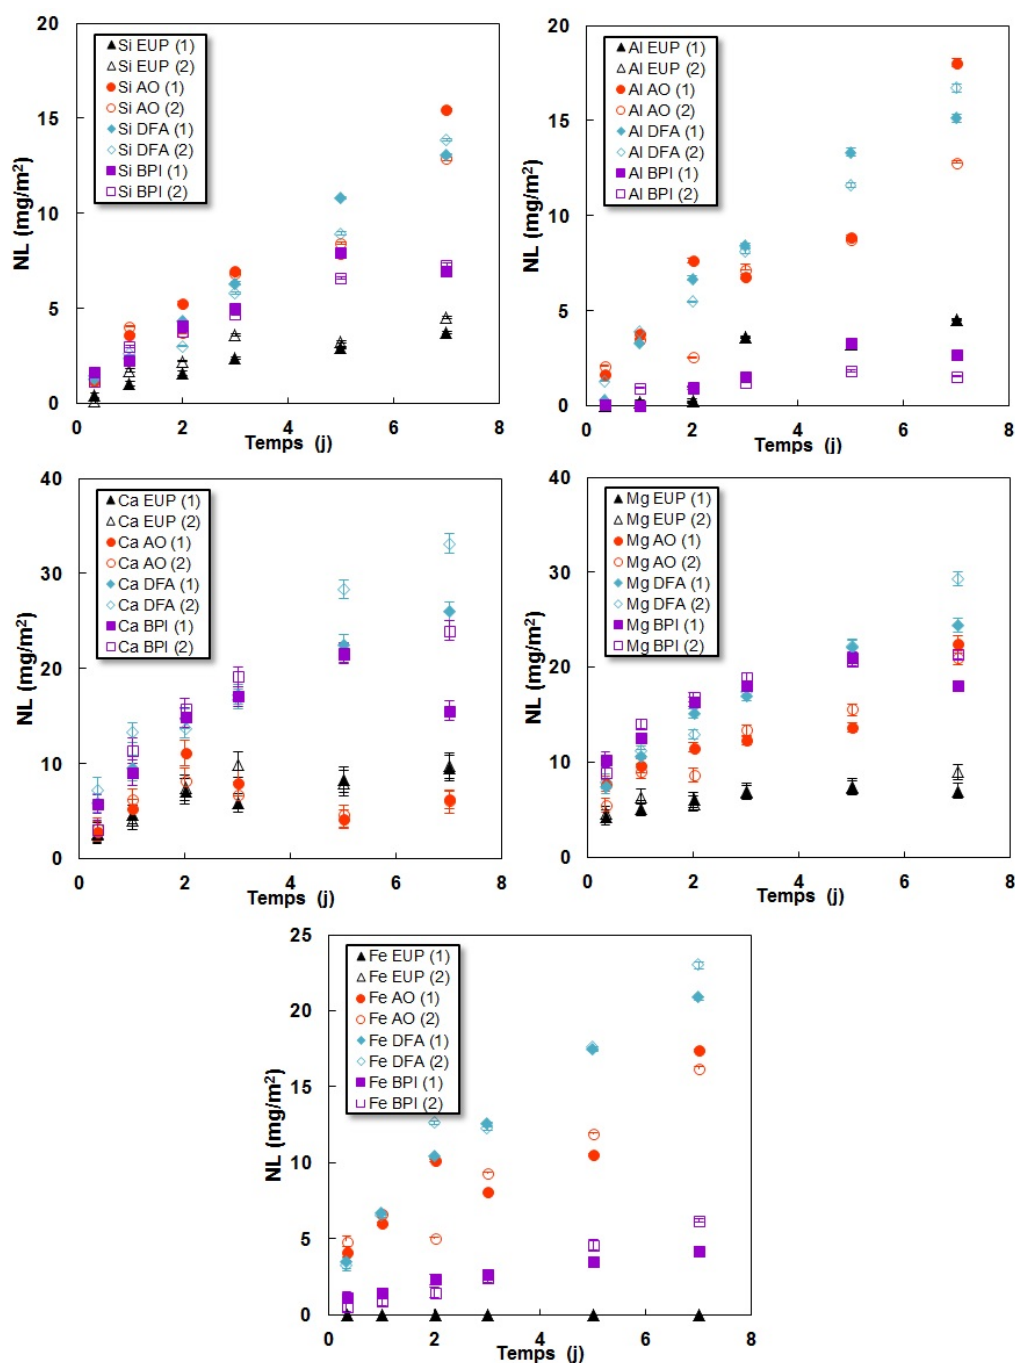 20
15
10
5
0
NL (mg/m²)
Si EUP (1)
Si EUP (2)
Si AO (1)
Si AO (2)
Si DFA (1)
Si DFA (2)
Si BPI (1)
Si BPI (2)
0 2 4 6 8
Temps (j)
20
15
10
5
0
NL (mg/m²)
Al EUP (1)
Al EUP (2)
Al AO (1)
Al AO (2)
Al DFA (1)
Al DFA (2)
Al BPI (1)
Al BPI (2)
0 2 4 6 8
Temps (j)
40
30
20
10
0
NL (mg/m²)
Ca EUP (1)
Ca EUP (2)
Ca AO (1)
Ca AO (2)
Ca DFA (1)
Ca DFA (2)
Ca BPI (1)
Ca BPI (2)
0 2 4 6 8
Temps (j)
40
30
20
10
0
NL (mg/m²)
Mg EUP (1)
Mg EUP (2)
Mg AO (1)
Mg AO (2)
Mg DFA (1)
Mg DFA (2)
Mg BPI (1)
Mg BPI (2)
0 2 4 6 8
Temps (j)
25
20
15
10
5
0
NL (mg/m²)
Fe EUP (1)
Fe EUP (2)
Fe AO (1)
Fe AO (2)
Fe DFA (1)
Fe DFA (2)
Fe BPI (1)
Fe BPI (2)
0 2 4 6 8
Temps (j)